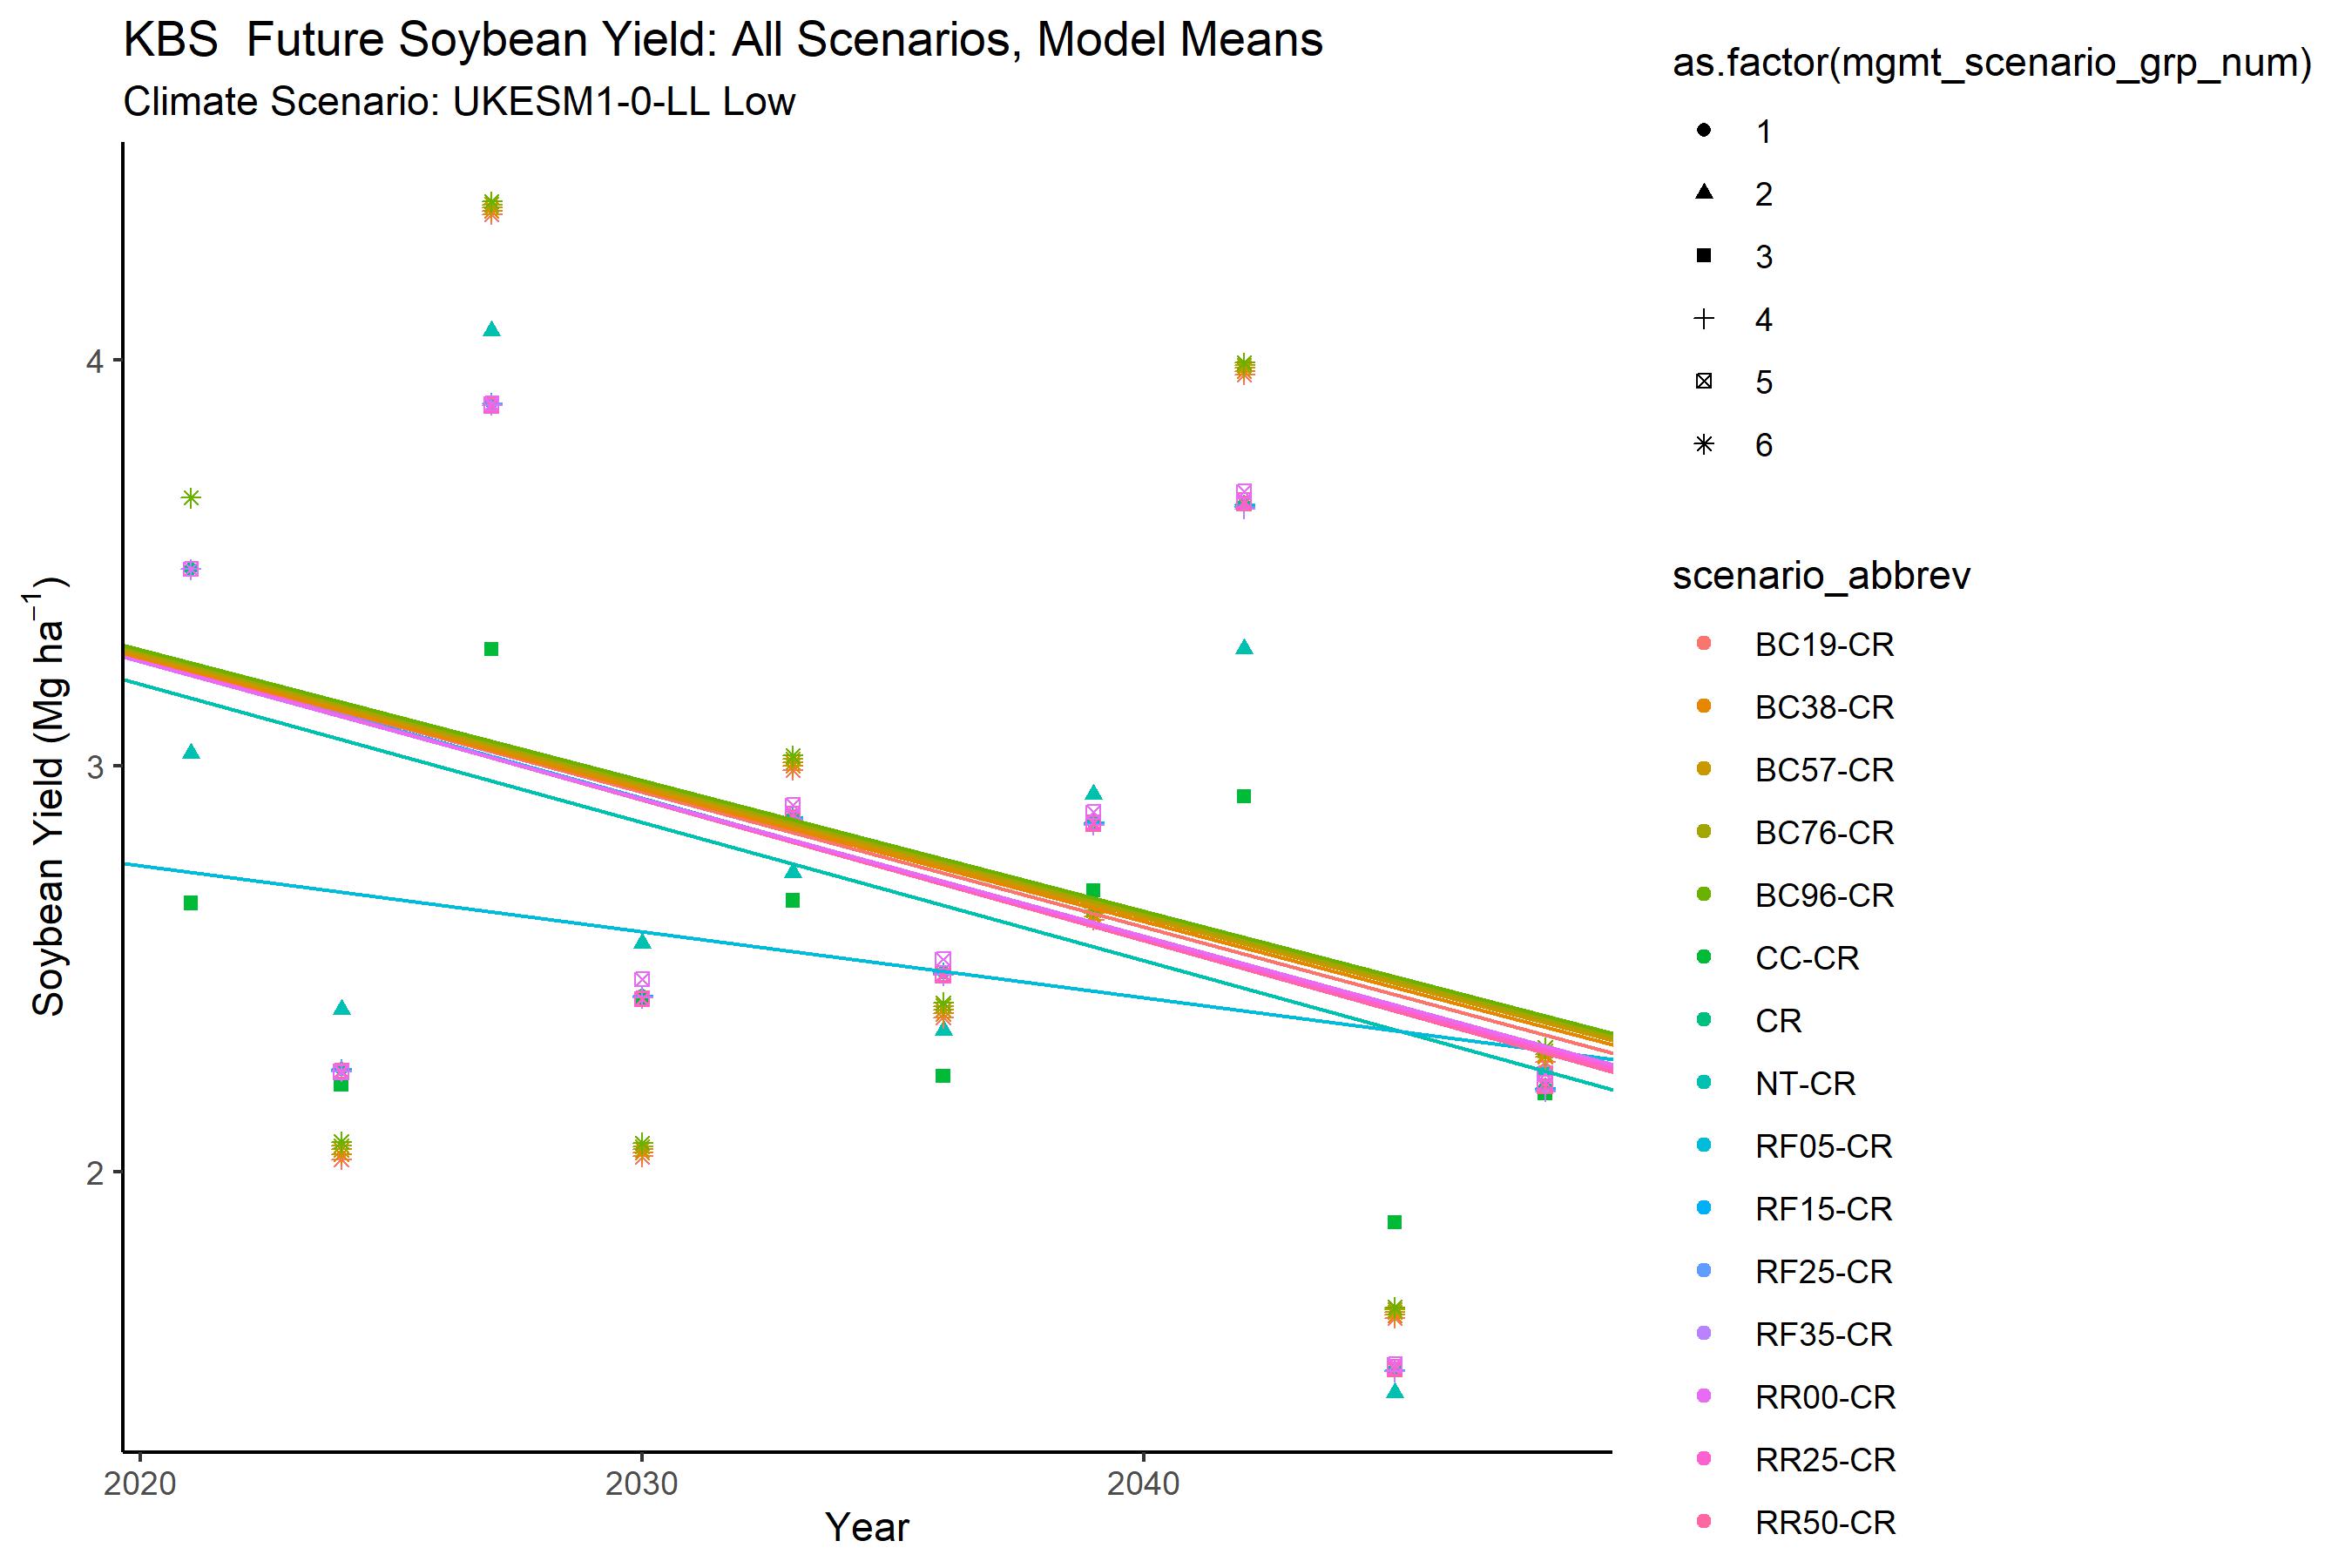 KBS  Future Soybean Yield: All Scenarios, Model Means
Climate Scenario: UKESM1-0-LL Low
Soybean Yield (Mg ha⁻¹)
4
3
2
2020
2030
2040
Year
as.factor(mgmt_scenario_grp_num)
1
2
3
4
5
6
scenario_abbrev
BC19-CR
BC38-CR
BC57-CR
BC76-CR
BC96-CR
CC-CR
CR
NT-CR
RF05-CR
RF15-CR
RF25-CR
RF35-CR
RR00-CR
RR25-CR
RR50-CR